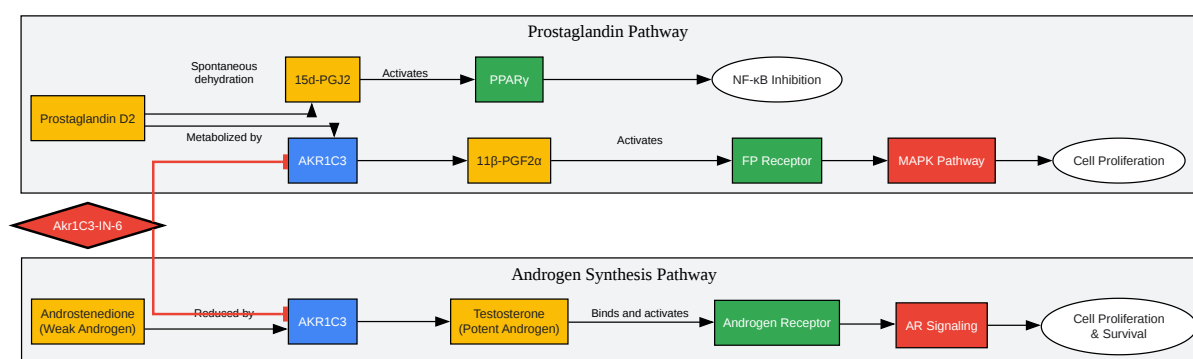 Prostaglandin Pathway
Spontaneous
dehydration
15d-PGJ2
Activates
PPARγ
NF-κB Inhibition
Prostaglandin D2
Metabolized by
AKR1C3
11β-PGF2α
Activates
FP Receptor
MAPK Pathway
Cell Proliferation
Akr1C3-IN-6
Androgen Synthesis Pathway
Androstenedione
(Weak Androgen)
Reduced by
AKR1C3
Testosterone
(Potent Androgen)
Binds and activates
Androgen Receptor
AR Signaling
Cell Proliferation
& Survival